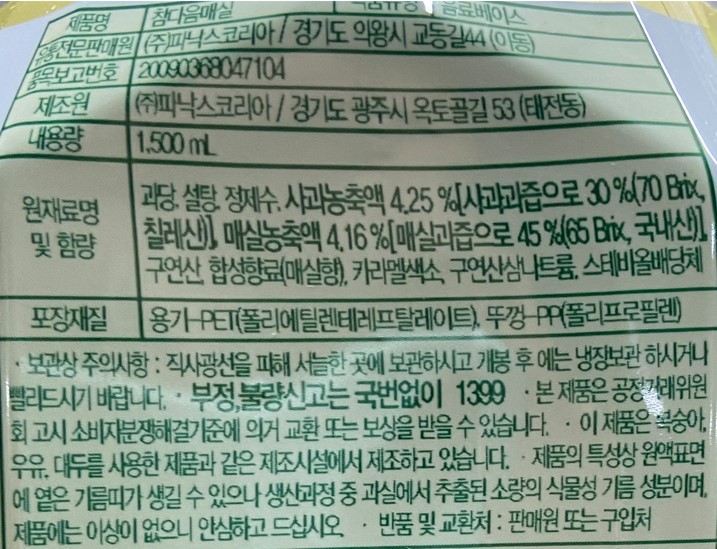 제품명 참다음매실 식품유형 음료베이스
유통전문판매원 (주)파낙스코리아 / 경기도 의왕시 교동길44 (이동)
품목보고번호 20090368047104
제조원 (주)파낙스코리아 / 경기도 광주시 옥토골길 53 (태전동)
내용량 1,500 mL
원재료명 및 함량 과당, 설탕, 정제수, 사과농축액 4.25 %[사과과즙으로 30 %(70 Brix,
칠레산)], 매실농축액 4.16 %[매실과즙으로 45 %(65 Brix, 국내산)],
구연산, 합성향료(매실향), 카라멜색소, 구연산삼나트륨, 스테비올배당체
포장재질 용기-PET(폴리에틸렌테레프탈레이트), 뚜껑-PP(폴리프로필렌)
· 보관상 주의사항 : 직사광선을 피해 서늘한 곳에 보관하시고 개봉 후 에는 냉장보관 하시거나
빨리드시기 바랍니다. · 부정,불량신고는 국번없이 1399 · 본 제품은 공정거래위원
회 고시 소비자분쟁해결기준에 의거 교환 또는 보상을 받을 수 있습니다. · 이 제품은 복숭아,
우유, 대두를 사용한 제품과 같은 제조시설에서 제조하고 있습니다. · 제품의 특성상 원액표면
에 옅은 기름띠가 생길 수 있으나 생산과정 중 과실에서 추출된 소량의 식물성 기름 성분이며,
제품에는 이상이 없으니 안심하고 드십시오. · 반품 및 교환처 : 판매원 또는 구입처